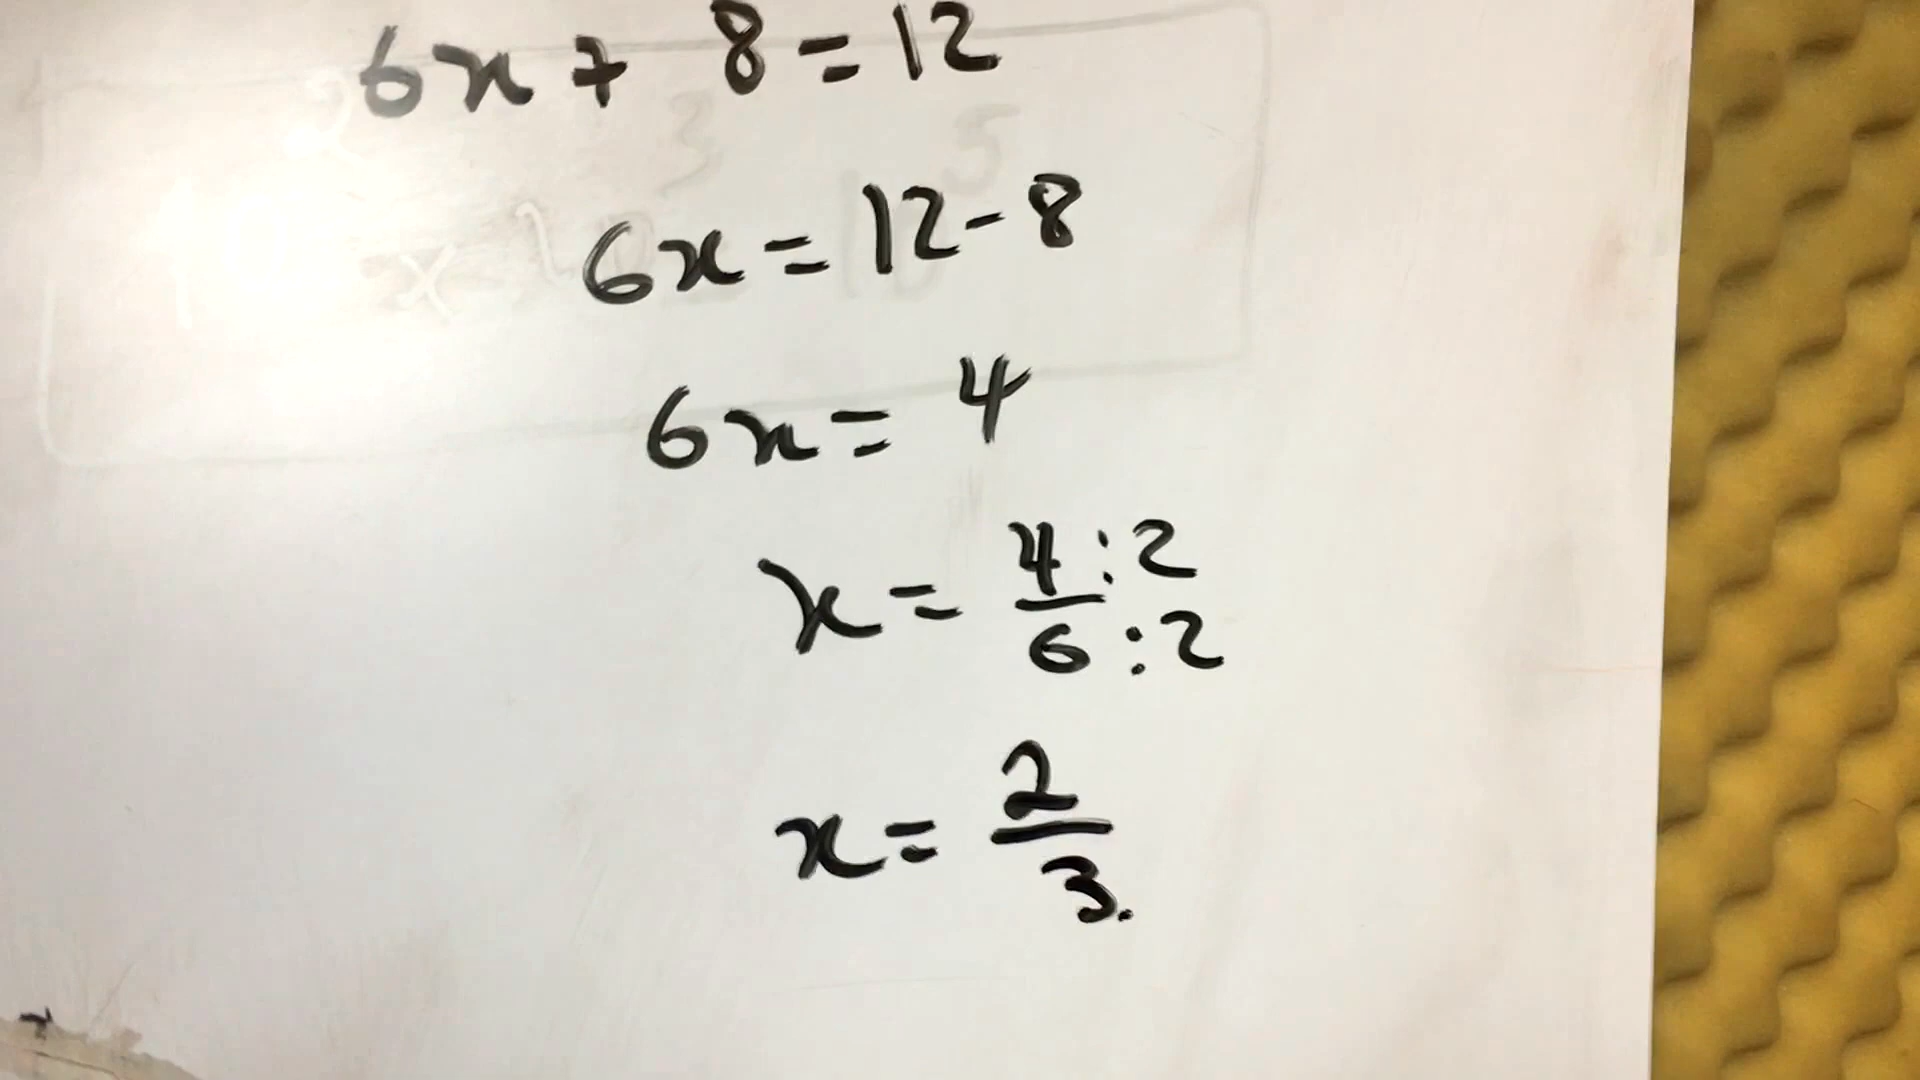 6x + 8 = 12
6x = 12 - 8
6x = 4
x = 4:2 / 6:2
x = 2/3.